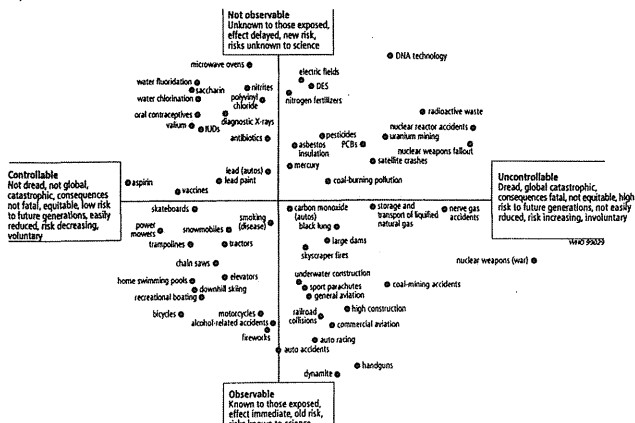 Not observable
Unknown to those exposed,
effect delayed, new risk,
risks unknown to science
DNA technology
microwave ovens
electric fields
water fluoridation
saccharin
nitrites
DES
water chlorination
polyvinyl
chloride
nitrogen fertilizers
oral contraceptives
diagnostic X-rays
radioactive waste
valium
IUDs
nuclear reactor accidents
antibiotics
pesticides
uranium mining
asbestos
insulation
PCBs
nuclear weapons fallout
mercury
satellite crashes
lead (autos)
Controllable
Not dread, not global,
catastrophic, consequences
not fatal, equitable, low risk
to future generations, easily
reduced, risk decreasing,
voluntary
aspirin
lead paint
coal-burning pollution
vaccines
Uncontrollable
Dread, global catastrophic,
consequences fatal, not equitable, high
risk to future generations, not easily
rduced, risk increasing, involuntary
WHO 99029
skateboards
carbon monoxide
(autos)
storage and
transport of liquified
natural gas
nerve gas
accidents
smoking
(disease)
power
mowers
snowmobiles
black lung
trampolines
tractors
large dams
skyscraper fires
chain saws
nuclear weapons (war)
home swimming pools
elevators
underwater construction
downhill skiing
sport parachutes
coal-mining accidents
recreational boating
general aviation
bicycles
motorcycles
railroad
collisions
high construction
alcohol-related accidents
commercial aviation
fireworks
auto racing
auto accidents
handguns
dynamite
Observable
Known to those exposed,
effect immediate, old risk,
risks known to science